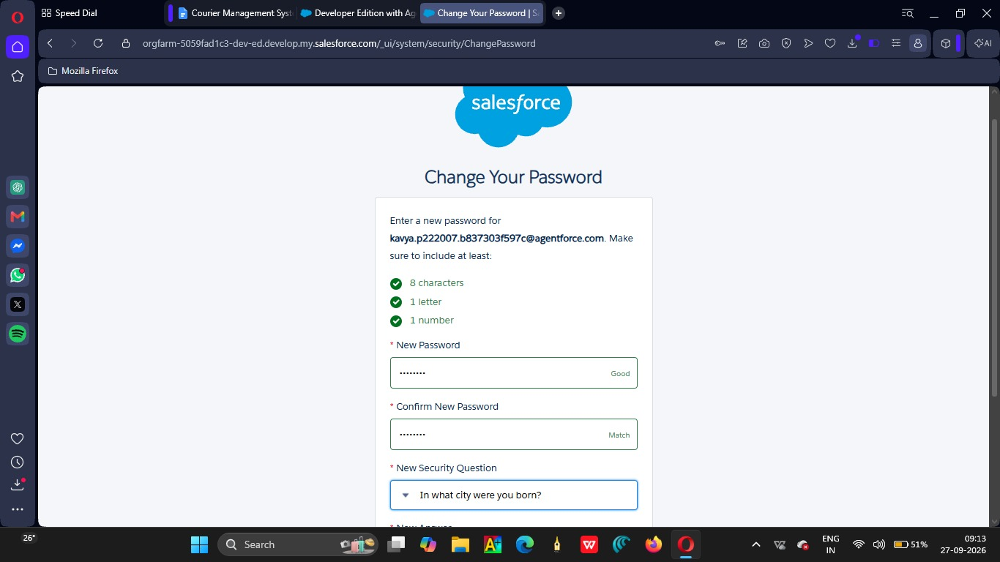 Speed Dial
Courier Management Syst
Developer Edition with Ag
Change Your Password | S
orgfarm-5059fad1c3-dev-ed.develop.my.salesforce.com/_ui/system/security/ChangePassword
AI
Mozilla Firefox
salesforce
Change Your Password
Enter a new password for
kavya.p222007.b837303f597c@agentforce.com. Make
sure to include at least:
8 characters
1 letter
1 number
* New Password
•••••••• Good
* Confirm New Password
•••••••• Match
* New Security Question
In what city were you born?
* New Answer
26°
Search
ENG
IN
51%
09:13
27-09-2026